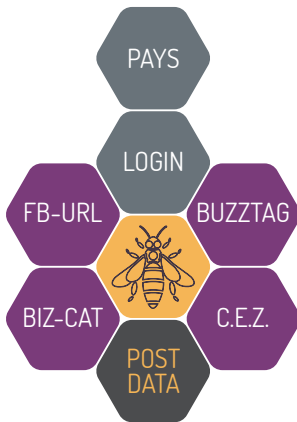 PAYS
LOGIN
FB-URL
BUZZTAG
BIZ-CAT
C.E.Z.
POST
DATA